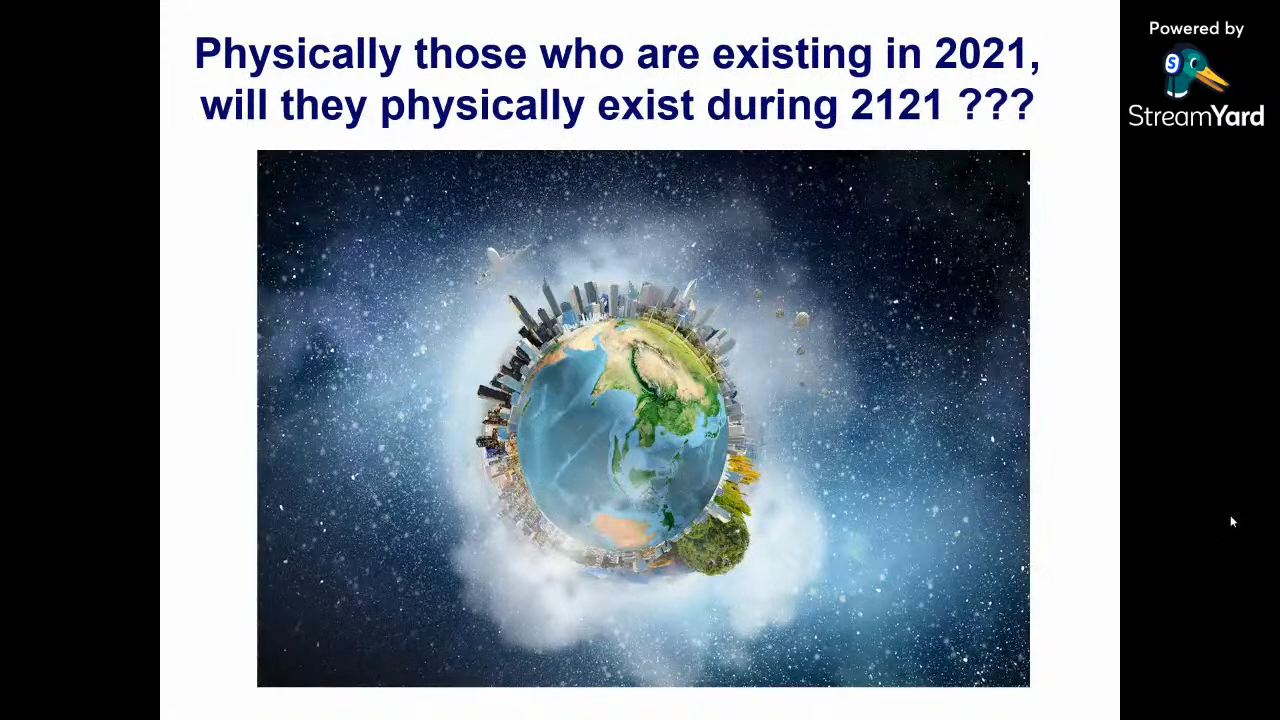 Physically those who are existing in 2021,
will they physically exist during 2121 ???
Powered by
S
StreamYard